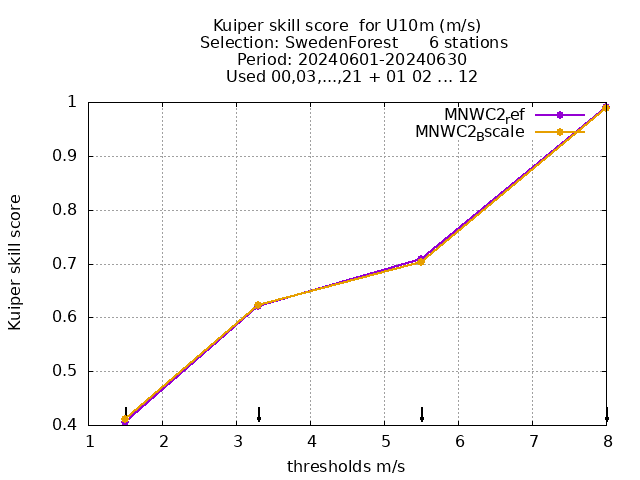 Kuiper skill score  for U10m (m/s)
Selection: SwedenForest      6 stations
Period: 20240601-20240630
Used 00,03,...,21 + 01 02 ... 12
MNWC2ref
MNWC2Bscale
1
0.9
0.8
0.7
0.6
0.5
0.4
Kuiper skill score
1 2 3 4 5 6 7 8
thresholds m/s